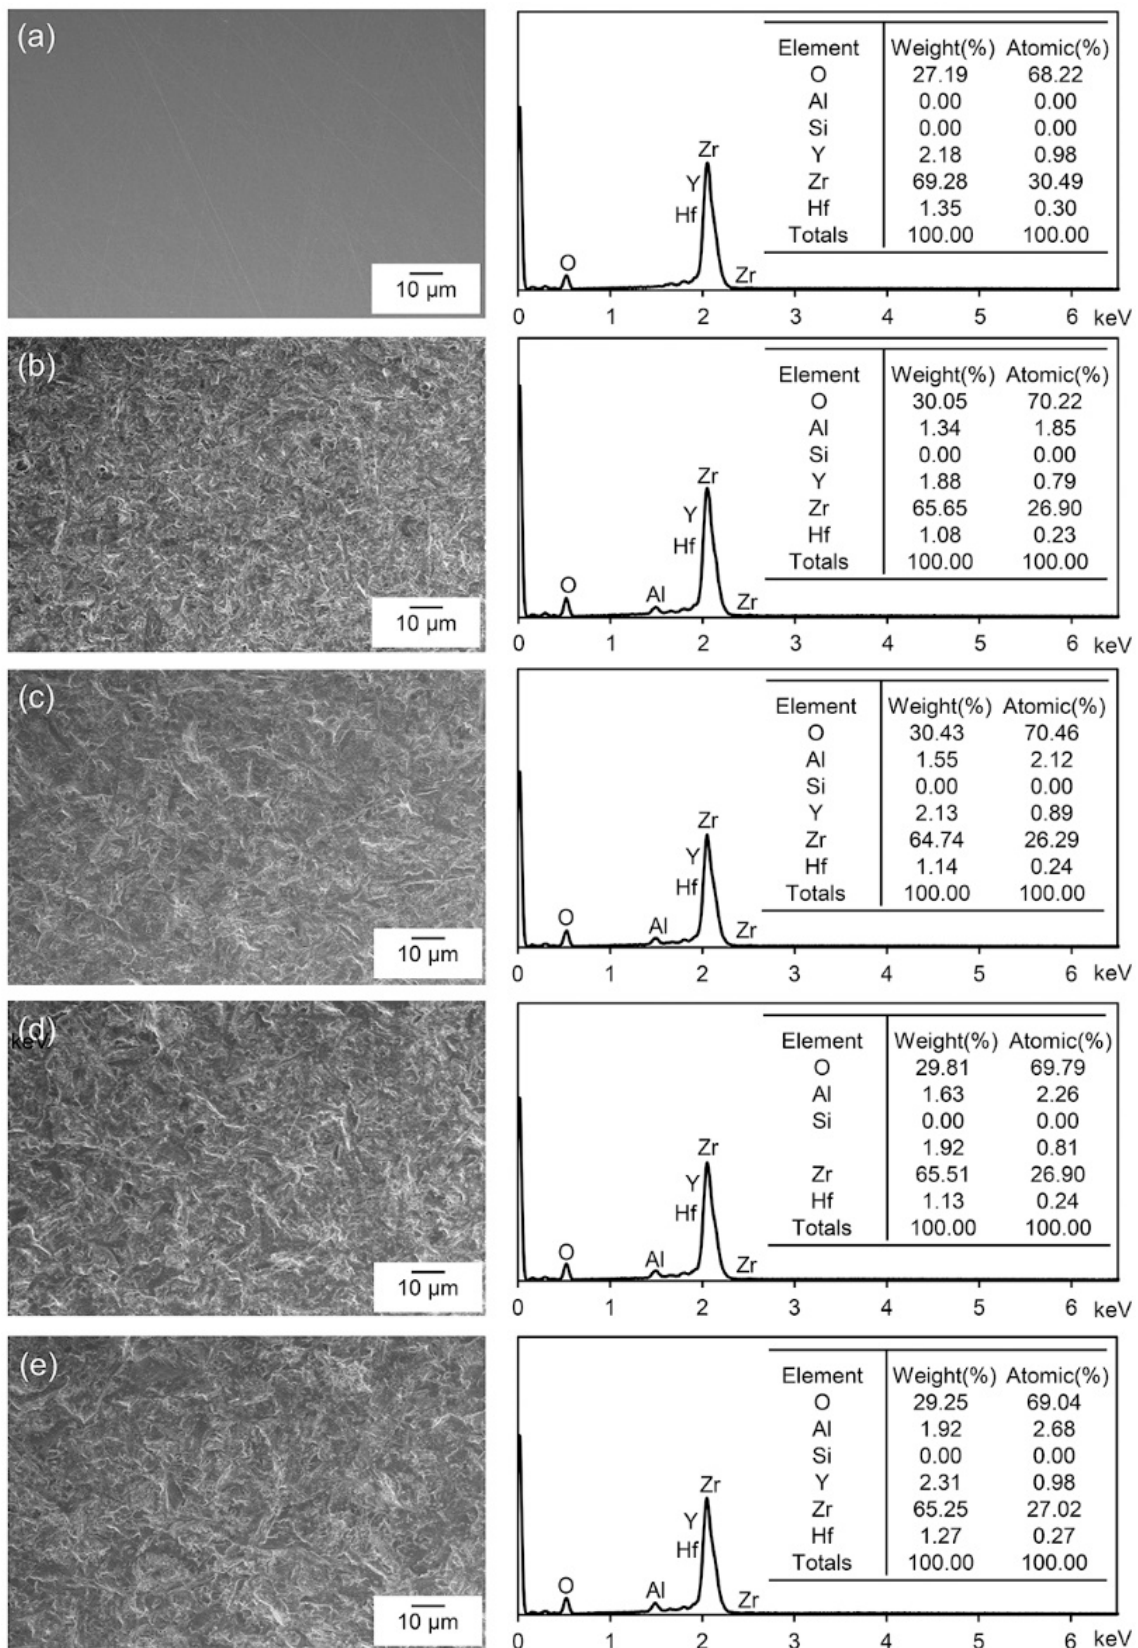 (a)
10 µm
Element Weight(%) Atomic(%)
O 27.19 68.22
Al 0.00 0.00
Si 0.00 0.00
Y 2.18 0.98
Zr 69.28 30.49
Hf 1.35 0.30
Totals 100.00 100.00
Zr
Y
Hf
O
Zr
0 1 2 3 4 5 6 keV
(b)
10 µm
Element Weight(%) Atomic(%)
O 30.05 70.22
Al 1.34 1.85
Si 0.00 0.00
Y 1.88 0.79
Zr 65.65 26.90
Hf 1.08 0.23
Totals 100.00 100.00
Zr
Y
Hf
O
Al
Zr
0 1 2 3 4 5 6 keV
(c)
10 µm
Element Weight(%) Atomic(%)
O 30.43 70.46
Al 1.55 2.12
Si 0.00 0.00
Y 2.13 0.89
Zr 64.74 26.29
Hf 1.14 0.24
Totals 100.00 100.00
Zr
Y
Hf
O
Al
Zr
0 1 2 3 4 5 6 keV
(d)
keV
10 µm
Element Weight(%) Atomic(%)
O 29.81 69.79
Al 1.63 2.26
Si 0.00 0.00
1.92 0.81
Zr 65.51 26.90
Hf 1.13 0.24
Totals 100.00 100.00
Zr
Y
Hf
O
Al
Zr
0 1 2 3 4 5 6 keV
(e)
10 µm
Element Weight(%) Atomic(%)
O 29.25 69.04
Al 1.92 2.68
Si 0.00 0.00
Y 2.31 0.98
Zr 65.25 27.02
Hf 1.27 0.27
Totals 100.00 100.00
Zr
Y
Hf
O
Al
Zr
0 1 2 3 4 5 6 keV